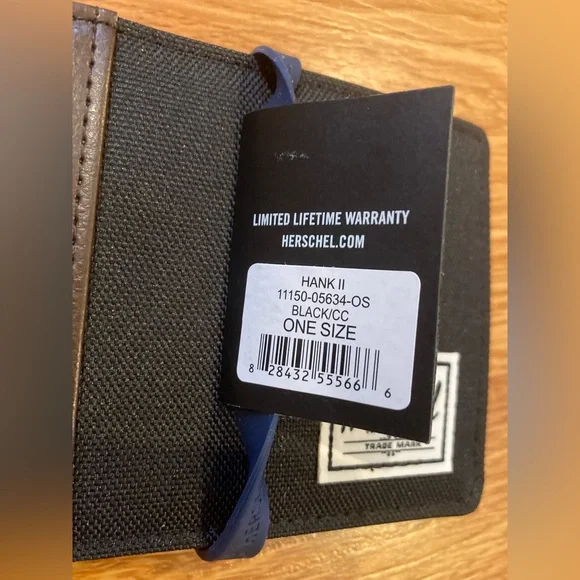 LIMITED LIFETIME WARRANTY
HERSCHEL.COM
HANK II
11150-05634-OS
BLACK/CC
ONE SIZE
8 28432 55566 6
TRADE MARK